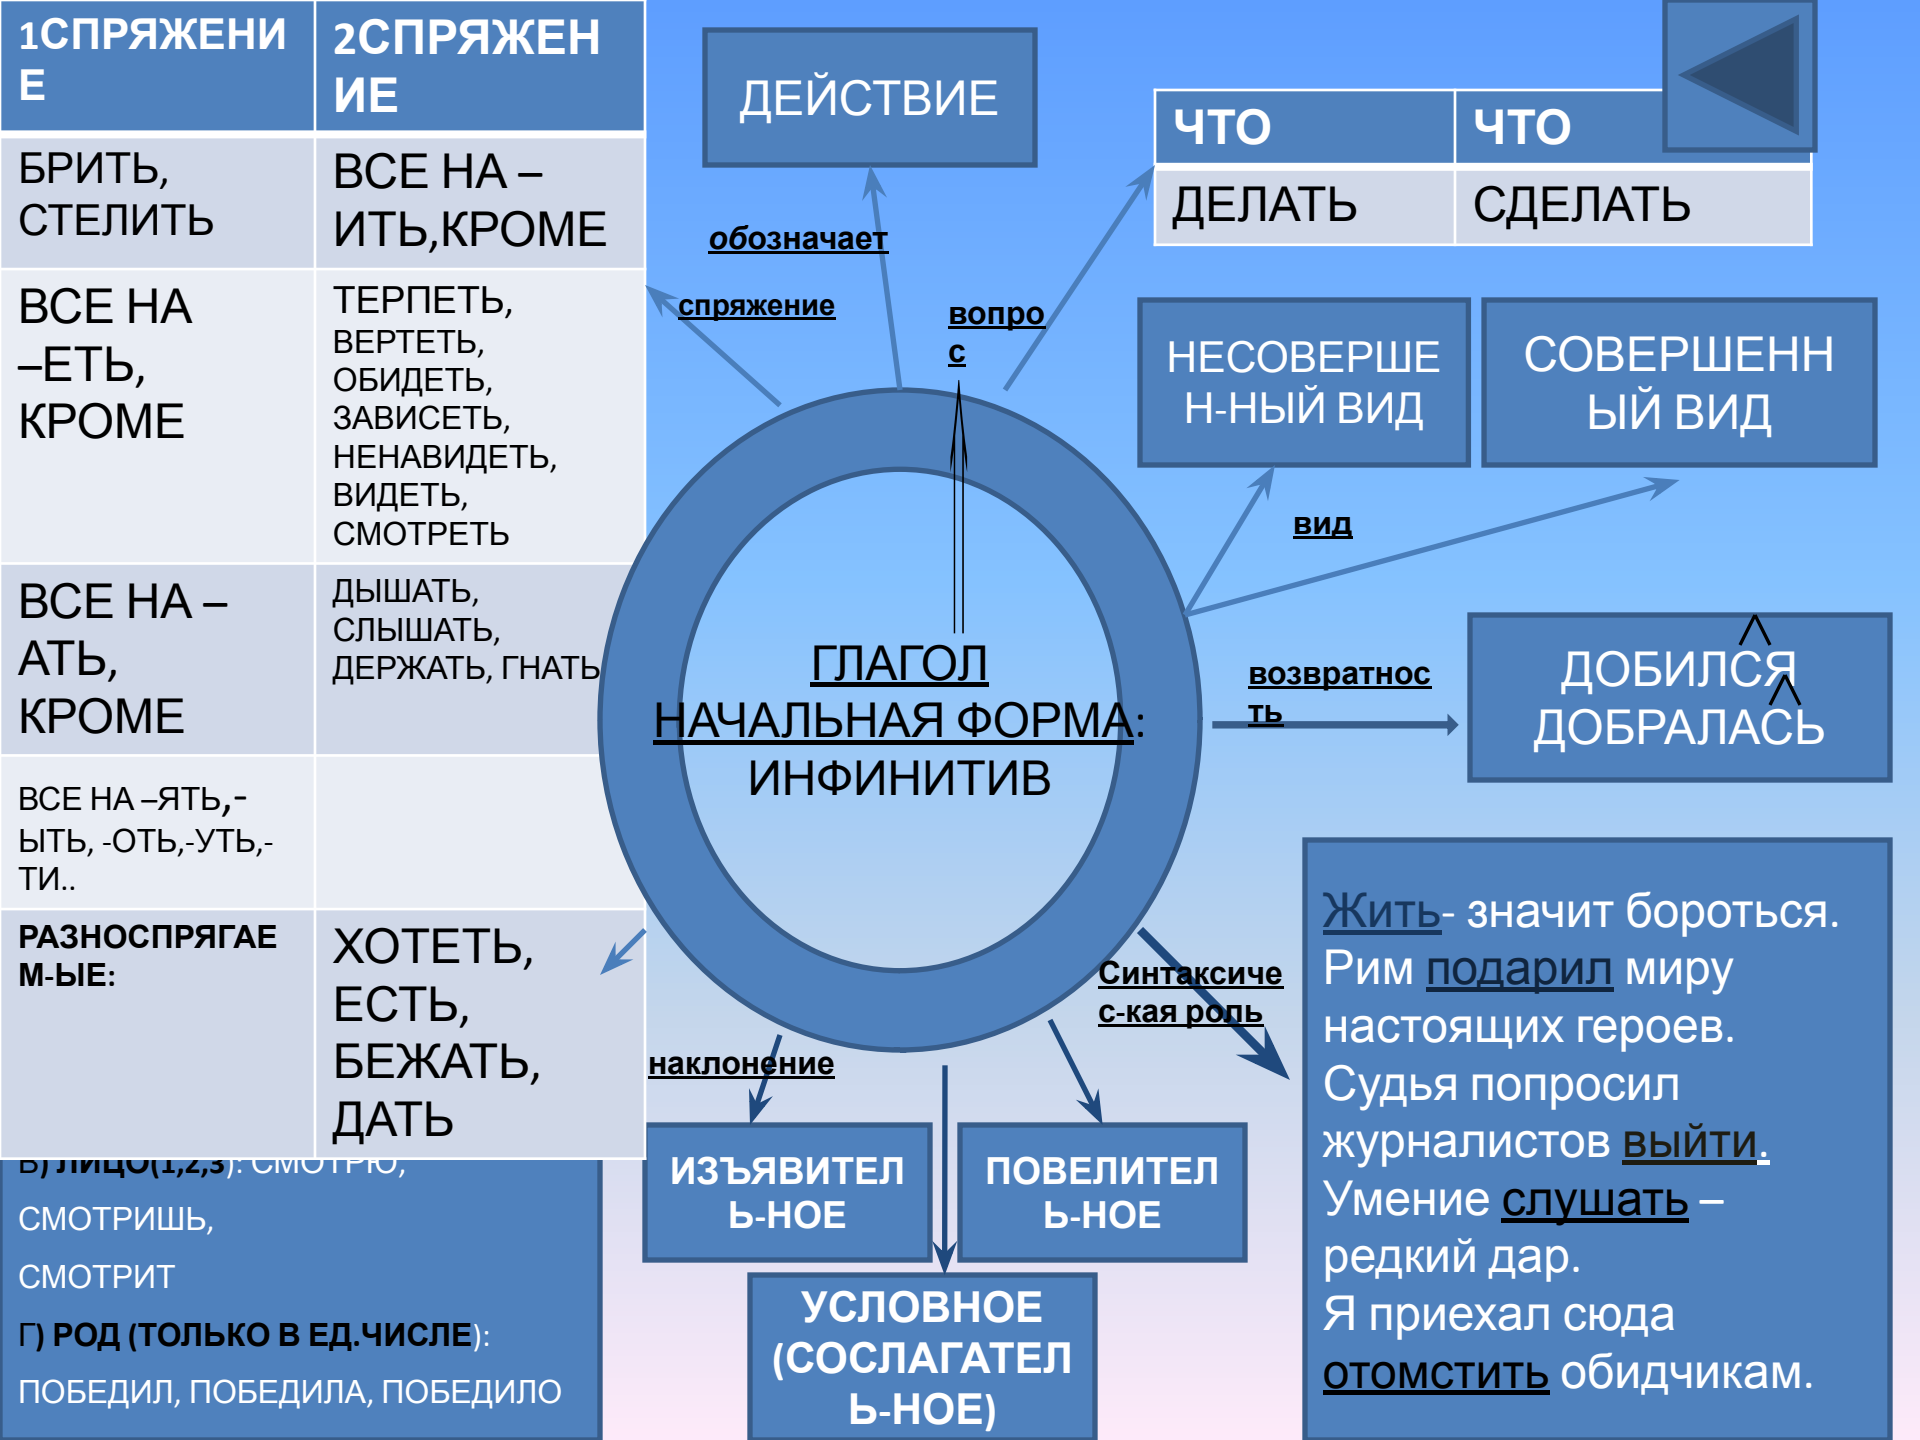 1СПРЯЖЕНИ
Е
2СПРЯЖЕН
ИЕ
БРИТЬ,
СТЕЛИТЬ
ВСЕ НА –
ИТЬ,КРОМЕ
ВСЕ НА
–ЕТЬ,
КРОМЕ
ТЕРПЕТЬ,
ВЕРТЕТЬ,
ОБИДЕТЬ,
ЗАВИСЕТЬ,
НЕНАВИДЕТЬ,
ВИДЕТЬ,
СМОТРЕТЬ
ВСЕ НА –
АТЬ,
КРОМЕ
ДЫШАТЬ,
СЛЫШАТЬ,
ДЕРЖАТЬ, ГНАТЬ
ВСЕ НА –ЯТЬ,-
ЫТЬ, -ОТЬ,-УТЬ,-
ТИ..
РАЗНОСПРЯГАЕ
М-ЫЕ:
ХОТЕТЬ,
ЕСТЬ,
БЕЖАТЬ,
ДАТЬ
В) ЛИЦО(1,2,3): СМОТРЮ,
СМОТРИШЬ,
СМОТРИТ
Г) РОД (ТОЛЬКО В ЕД.ЧИСЛЕ):
ПОБЕДИЛ, ПОБЕДИЛА, ПОБЕДИЛО
ДЕЙСТВИЕ
обозначает
спряжение
вопро
с
ЧТО
ЧТО
ДЕЛАТЬ
СДЕЛАТЬ
НЕСОВЕРШЕ
Н-НЫЙ ВИД
СОВЕРШЕНН
ЫЙ ВИД
вид
ГЛАГОЛ
НАЧАЛЬНАЯ ФОРМА:
ИНФИНИТИВ
возвратнос
ть
ДОБИЛСЯ
ДОБРАЛАСЬ
Синтаксиче
с-кая роль
наклонение
ИЗЪЯВИТЕЛ
Ь-НОЕ
ПОВЕЛИТЕЛ
Ь-НОЕ
УСЛОВНОЕ
(СОСЛАГАТЕЛ
Ь-НОЕ)
Жить- значит бороться.
Рим подарил миру
настоящих героев.
Судья попросил
журналистов выйти.
Умение слушать –
редкий дар.
Я приехал сюда
отомстить обидчикам.